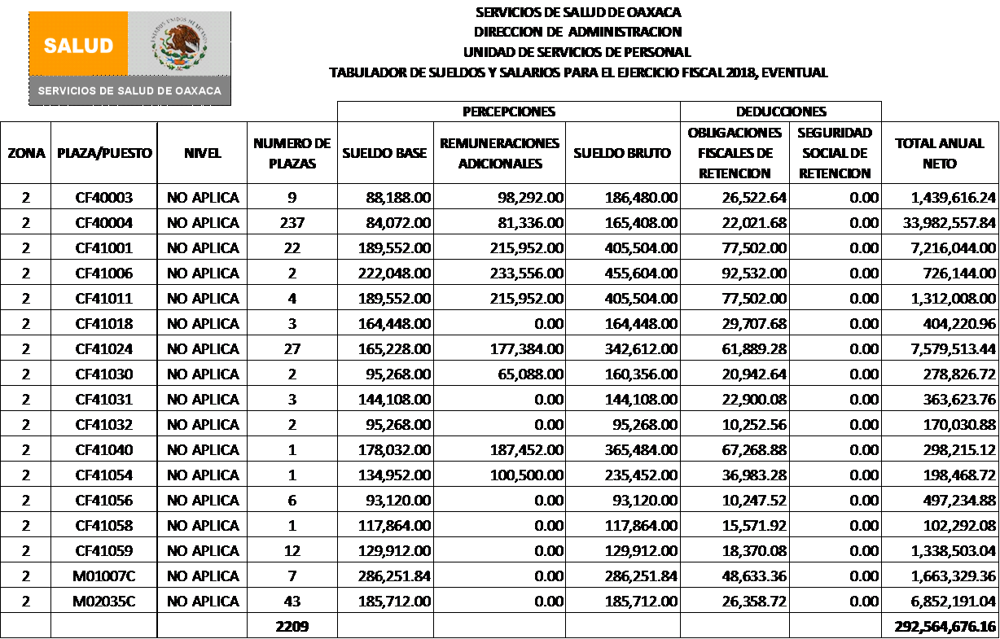 SALUD
ESTADOS UNIDOS MEXICANOS
SERVICIOS DE SALUD DE OAXACA
SERVICIOS DE SALUD DE OAXACA
DIRECCION DE ADMINISTRACION
UNIDAD DE SERVICIOS DE PERSONAL
TABULADOR DE SUELDOS Y SALARIOS PARA EL EJERCICIO FISCAL 2018, EVENTUAL
PERCEPCIONES DEDUCCIONES
ZONA PLAZA/PUESTO NIVEL NUMERO DE PLAZAS SUELDO BASE REMUNERACIONES ADICIONALES SUELDO BRUTO OBLIGACIONES FISCALES DE RETENCION SEGURIDAD SOCIAL DE RETENCION TOTAL ANUAL NETO
2 CF40003 NO APLICA 9 88,188.00 98,292.00 186,480.00 26,522.64 0.00 1,439,616.24
2 CF40004 NO APLICA 237 84,072.00 81,336.00 165,408.00 22,021.68 0.00 33,982,557.84
2 CF41001 NO APLICA 22 189,552.00 215,952.00 405,504.00 77,502.00 0.00 7,216,044.00
2 CF41006 NO APLICA 2 222,048.00 233,556.00 455,604.00 92,532.00 0.00 726,144.00
2 CF41011 NO APLICA 4 189,552.00 215,952.00 405,504.00 77,502.00 0.00 1,312,008.00
2 CF41018 NO APLICA 3 164,448.00 0.00 164,448.00 29,707.68 0.00 404,220.96
2 CF41024 NO APLICA 27 165,228.00 177,384.00 342,612.00 61,889.28 0.00 7,579,513.44
2 CF41030 NO APLICA 2 95,268.00 65,088.00 160,356.00 20,942.64 0.00 278,826.72
2 CF41031 NO APLICA 3 144,108.00 0.00 144,108.00 22,900.08 0.00 363,623.76
2 CF41032 NO APLICA 2 95,268.00 0.00 95,268.00 10,252.56 0.00 170,030.88
2 CF41040 NO APLICA 1 178,032.00 187,452.00 365,484.00 67,268.88 0.00 298,215.12
2 CF41054 NO APLICA 1 134,952.00 100,500.00 235,452.00 36,983.28 0.00 198,468.72
2 CF41056 NO APLICA 6 93,120.00 0.00 93,120.00 10,247.52 0.00 497,234.88
2 CF41058 NO APLICA 1 117,864.00 0.00 117,864.00 15,571.92 0.00 102,292.08
2 CF41059 NO APLICA 12 129,912.00 0.00 129,912.00 18,370.08 0.00 1,338,503.04
2 M01007C NO APLICA 7 286,251.84 0.00 286,251.84 48,633.36 0.00 1,663,329.36
2 M02035C NO APLICA 43 185,712.00 0.00 185,712.00 26,358.72 0.00 6,852,191.04
2209 292,564,676.16